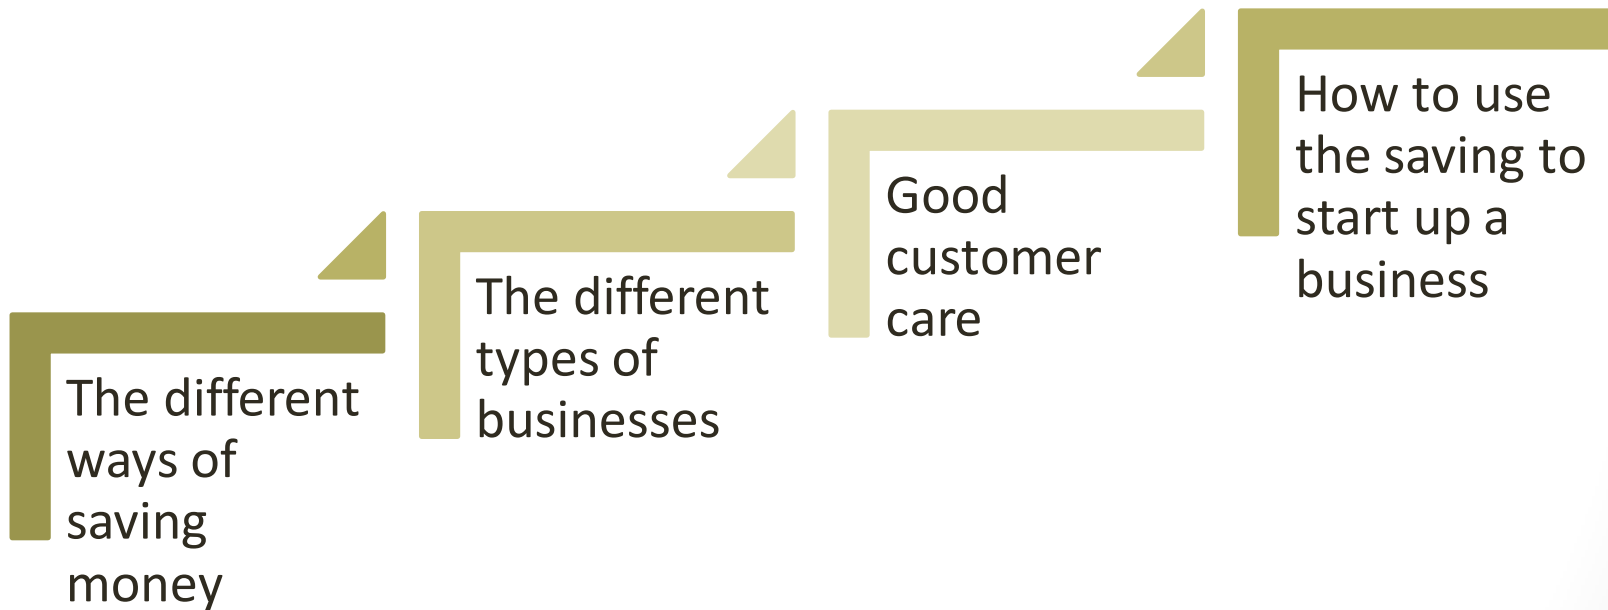 The different
ways of
saving
money
The different
types of
businesses
Good
customer
care
How to use
the saving to
start up a
business